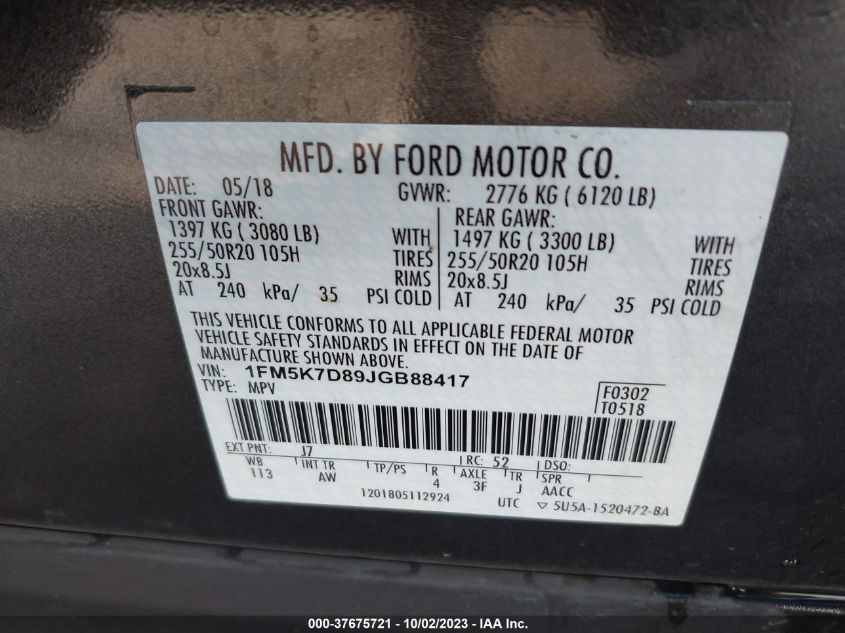 MFD. BY FORD MOTOR CO.
DATE: 05/18 GVWR: 2776 KG ( 6120 LB)
FRONT GAWR: REAR GAWR:
1397 KG ( 3080 LB) WITH 1497 KG ( 3300 LB) WITH
255/50R20 105H TIRES 255/50R20 105H TIRES
20x8.5J RIMS 20x8.5J RIMS
AT 240 kPa/ 35 PSI COLD AT 240 kPa/ 35 PSI COLD
THIS VEHICLE CONFORMS TO ALL APPLICABLE FEDERAL MOTOR
VEHICLE SAFETY STANDARDS IN EFFECT ON THE DATE OF
MANUFACTURE SHOWN ABOVE.
VIN: 1FM5K7D89JGB88417
TYPE: MPV
F0302
T0518
EXT PNT: J7 RC: 52 DSO:
WB INT TR TP/PS R AXLE TR SPR
113 AW 4 3F J AACC
1201805112924 UTC ▽ 5U5A-1520472-BA
000-37675721 - 10/02/2023 - IAA Inc.